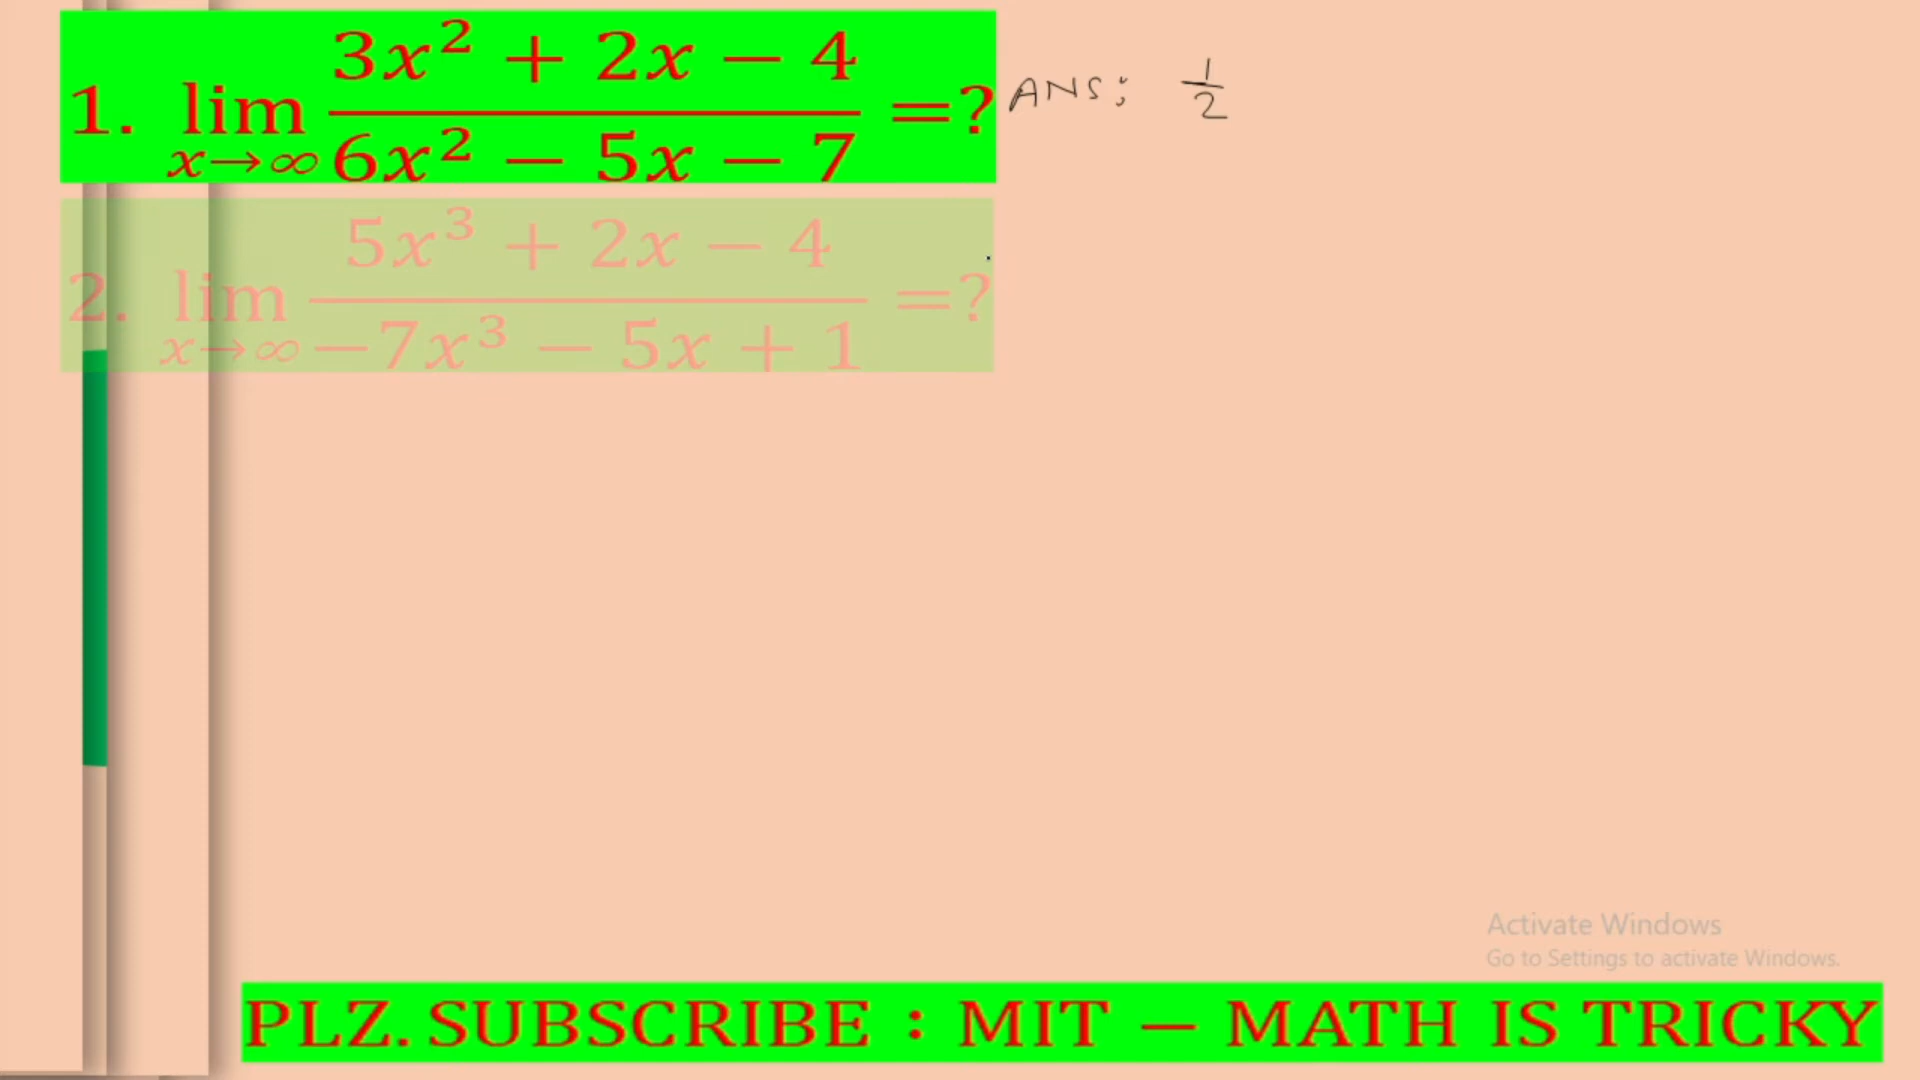 1. lim x→∞ (3x² + 2x − 4)/(6x² − 5x − 7) =? ANS: 1/2
2. lim x→∞ (5x³ + 2x − 4)/(−7x³ − 5x + 1) =?
Activate Windows
Go to Settings to activate Windows.
PLZ. SUBSCRIBE : MIT − MATH IS TRICKY